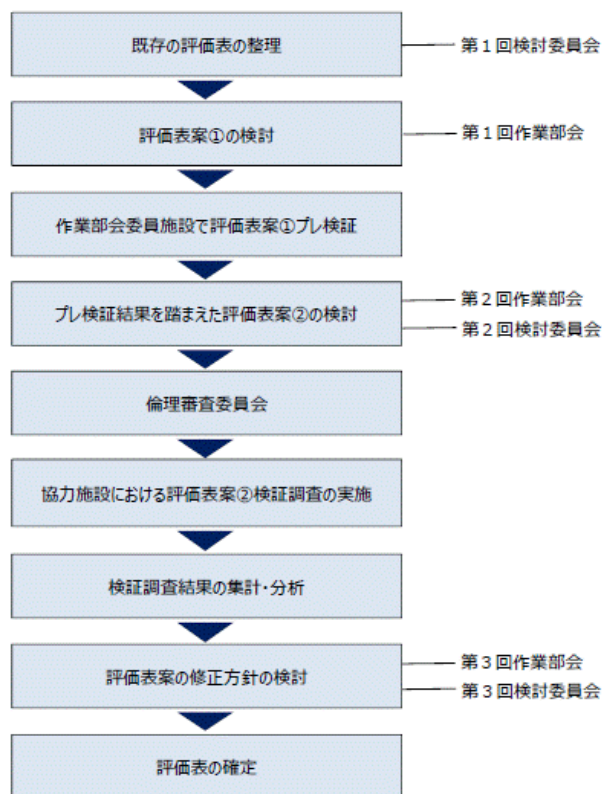 既存の評価表の整理
第1回検討委員会
評価表案①の検討
第1回作業部会
作業部会委員施設で評価表案①プレ検証
プレ検証結果を踏まえた評価表案②の検討
第2回作業部会
第2回検討委員会
倫理審査委員会
協力施設における評価表案②検証調査の実施
検証調査結果の集計・分析
評価表案の修正方針の検討
第3回作業部会
第3回検討委員会
評価表の確定